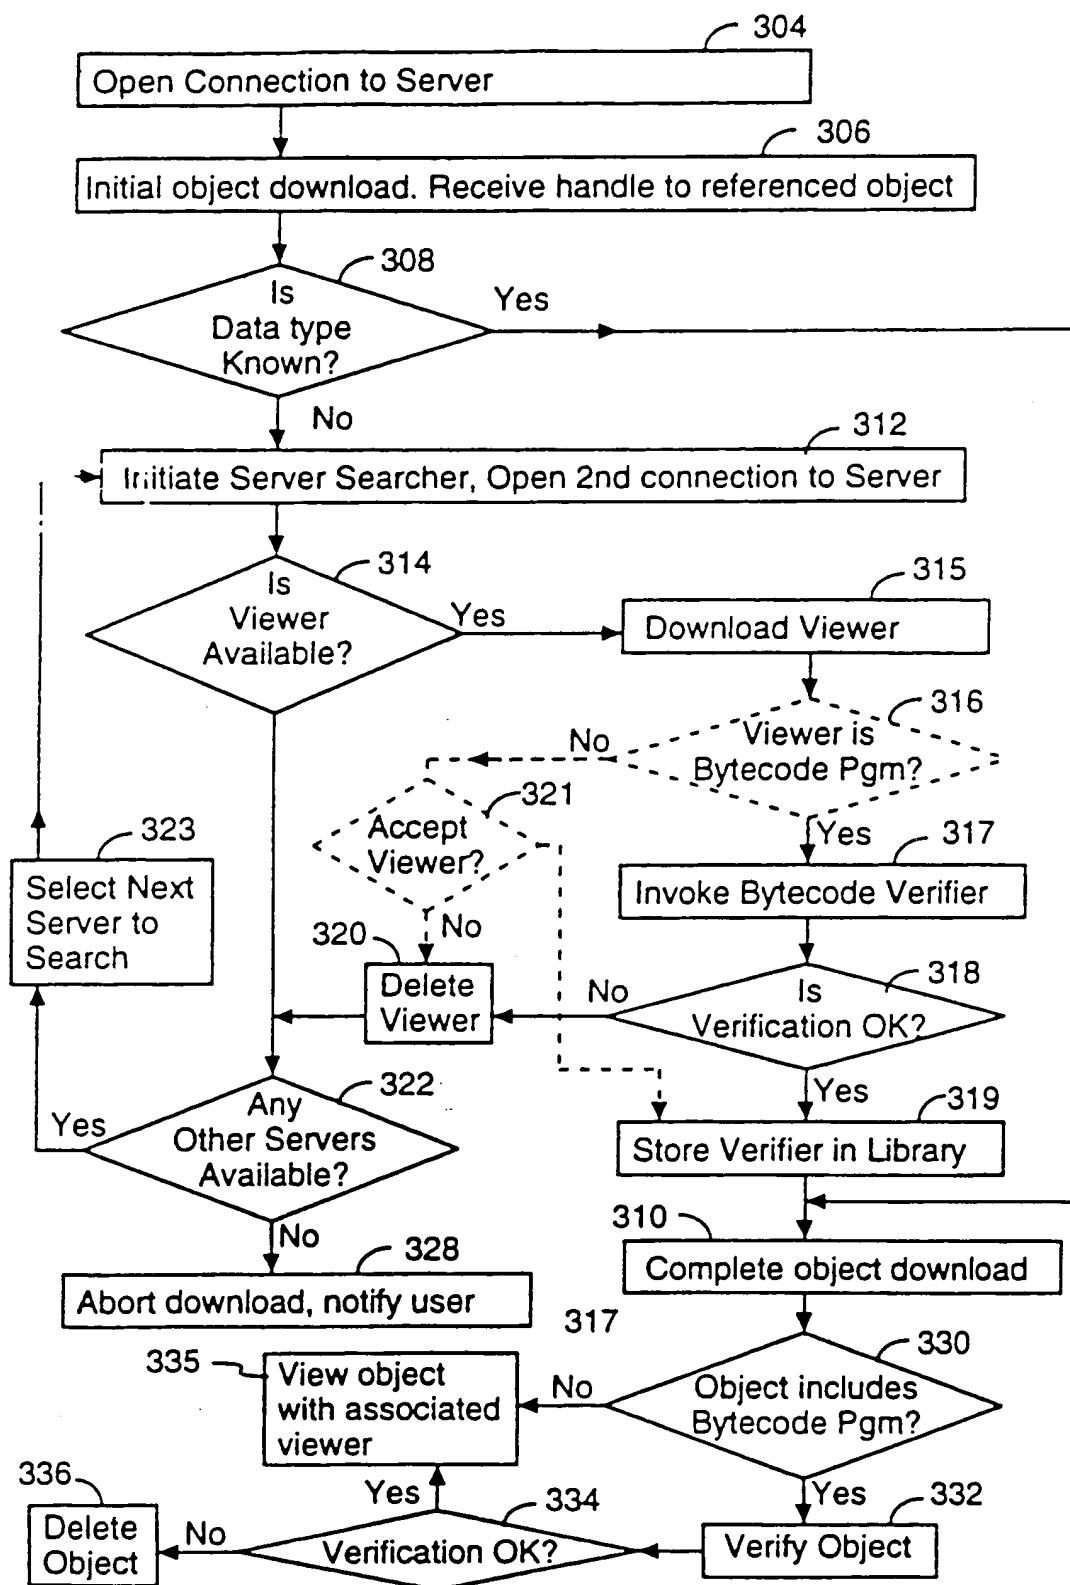 304
Open Connection to Server
306
Initial object download. Receive handle to referenced object
308
Is
Data type
Known?
Yes
No
312
Initiate Server Searcher, Open 2nd connection to Server
314
Is
Viewer
Available?
Yes
315
Download Viewer
316
Viewer is
Bytecode Pgm?
No
Yes
321
Accept
Viewer?
No
323
Select Next
Server to
Search
317
Invoke Bytecode Verifier
320
Delete
Viewer
No
318
Is
Verification OK?
Yes
322
Any
Other Servers
Available?
Yes
No
319
Store Verifier in Library
310
Complete object download
328
Abort download, notify user
317
330
Object includes
Bytecode Pgm?
No
Yes
335
View object
with associated
viewer
336
Delete
Object
No
Yes
334
Verification OK?
332
Verify Object